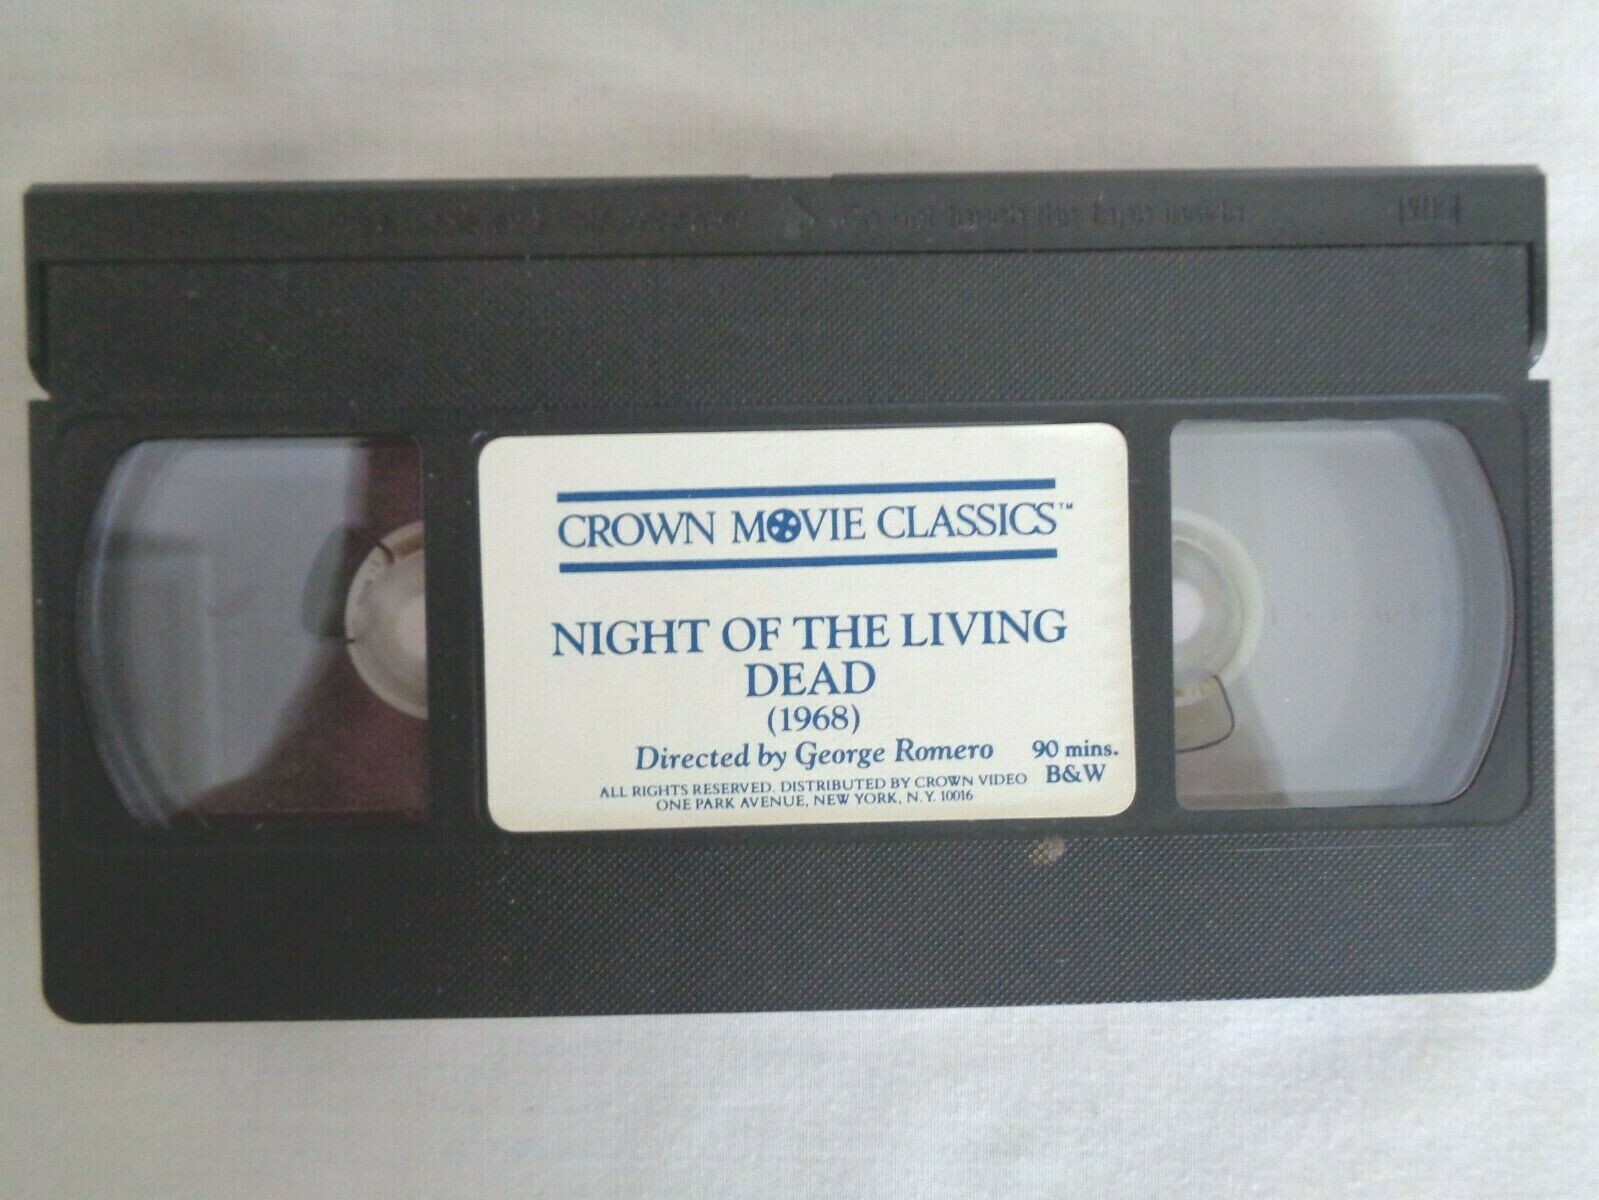 CROWN MOVIE CLASSICS™
NIGHT OF THE LIVING
DEAD
(1968)
Directed by George Romero 90 mins.
B&W
ALL RIGHTS RESERVED. DISTRIBUTED BY CROWN VIDEO
ONE PARK AVENUE, NEW YORK, N.Y. 10016